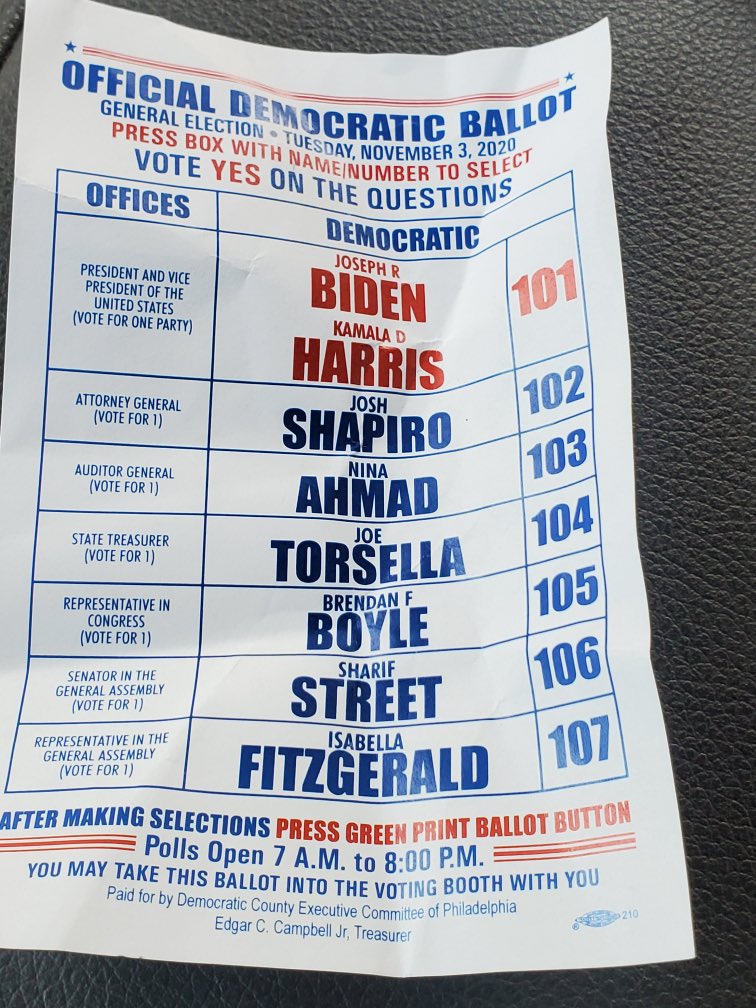 OFFICIAL DEMOCRATIC BALLOT
GENERAL ELECTION • TUESDAY, NOVEMBER 3, 2020
PRESS BOX WITH NAME/NUMBER TO SELECT
VOTE YES ON THE QUESTIONS
OFFICES
DEMOCRATIC
PRESIDENT AND VICE
PRESIDENT OF THE
UNITED STATES
(VOTE FOR ONE PARTY)
JOSEPH R
BIDEN
KAMALA D
HARRIS
101
ATTORNEY GENERAL
(VOTE FOR 1)
JOSH
SHAPIRO
102
AUDITOR GENERAL
(VOTE FOR 1)
NINA
AHMAD
103
STATE TREASURER
(VOTE FOR 1)
JOE
TORSELLA
104
REPRESENTATIVE IN
CONGRESS
(VOTE FOR 1)
BRENDAN F
BOYLE
105
SENATOR IN THE
GENERAL ASSEMBLY
(VOTE FOR 1)
SHARIF
STREET
106
REPRESENTATIVE IN THE
GENERAL ASSEMBLY
(VOTE FOR 1)
ISABELLA
FITZGERALD
107
AFTER MAKING SELECTIONS PRESS GREEN PRINT BALLOT BUTTON
Polls Open 7 A.M. to 8:00 P.M.
YOU MAY TAKE THIS BALLOT INTO THE VOTING BOOTH WITH YOU
Paid for by Democratic County Executive Committee of Philadelphia
Edgar C. Campbell Jr, Treasurer
210